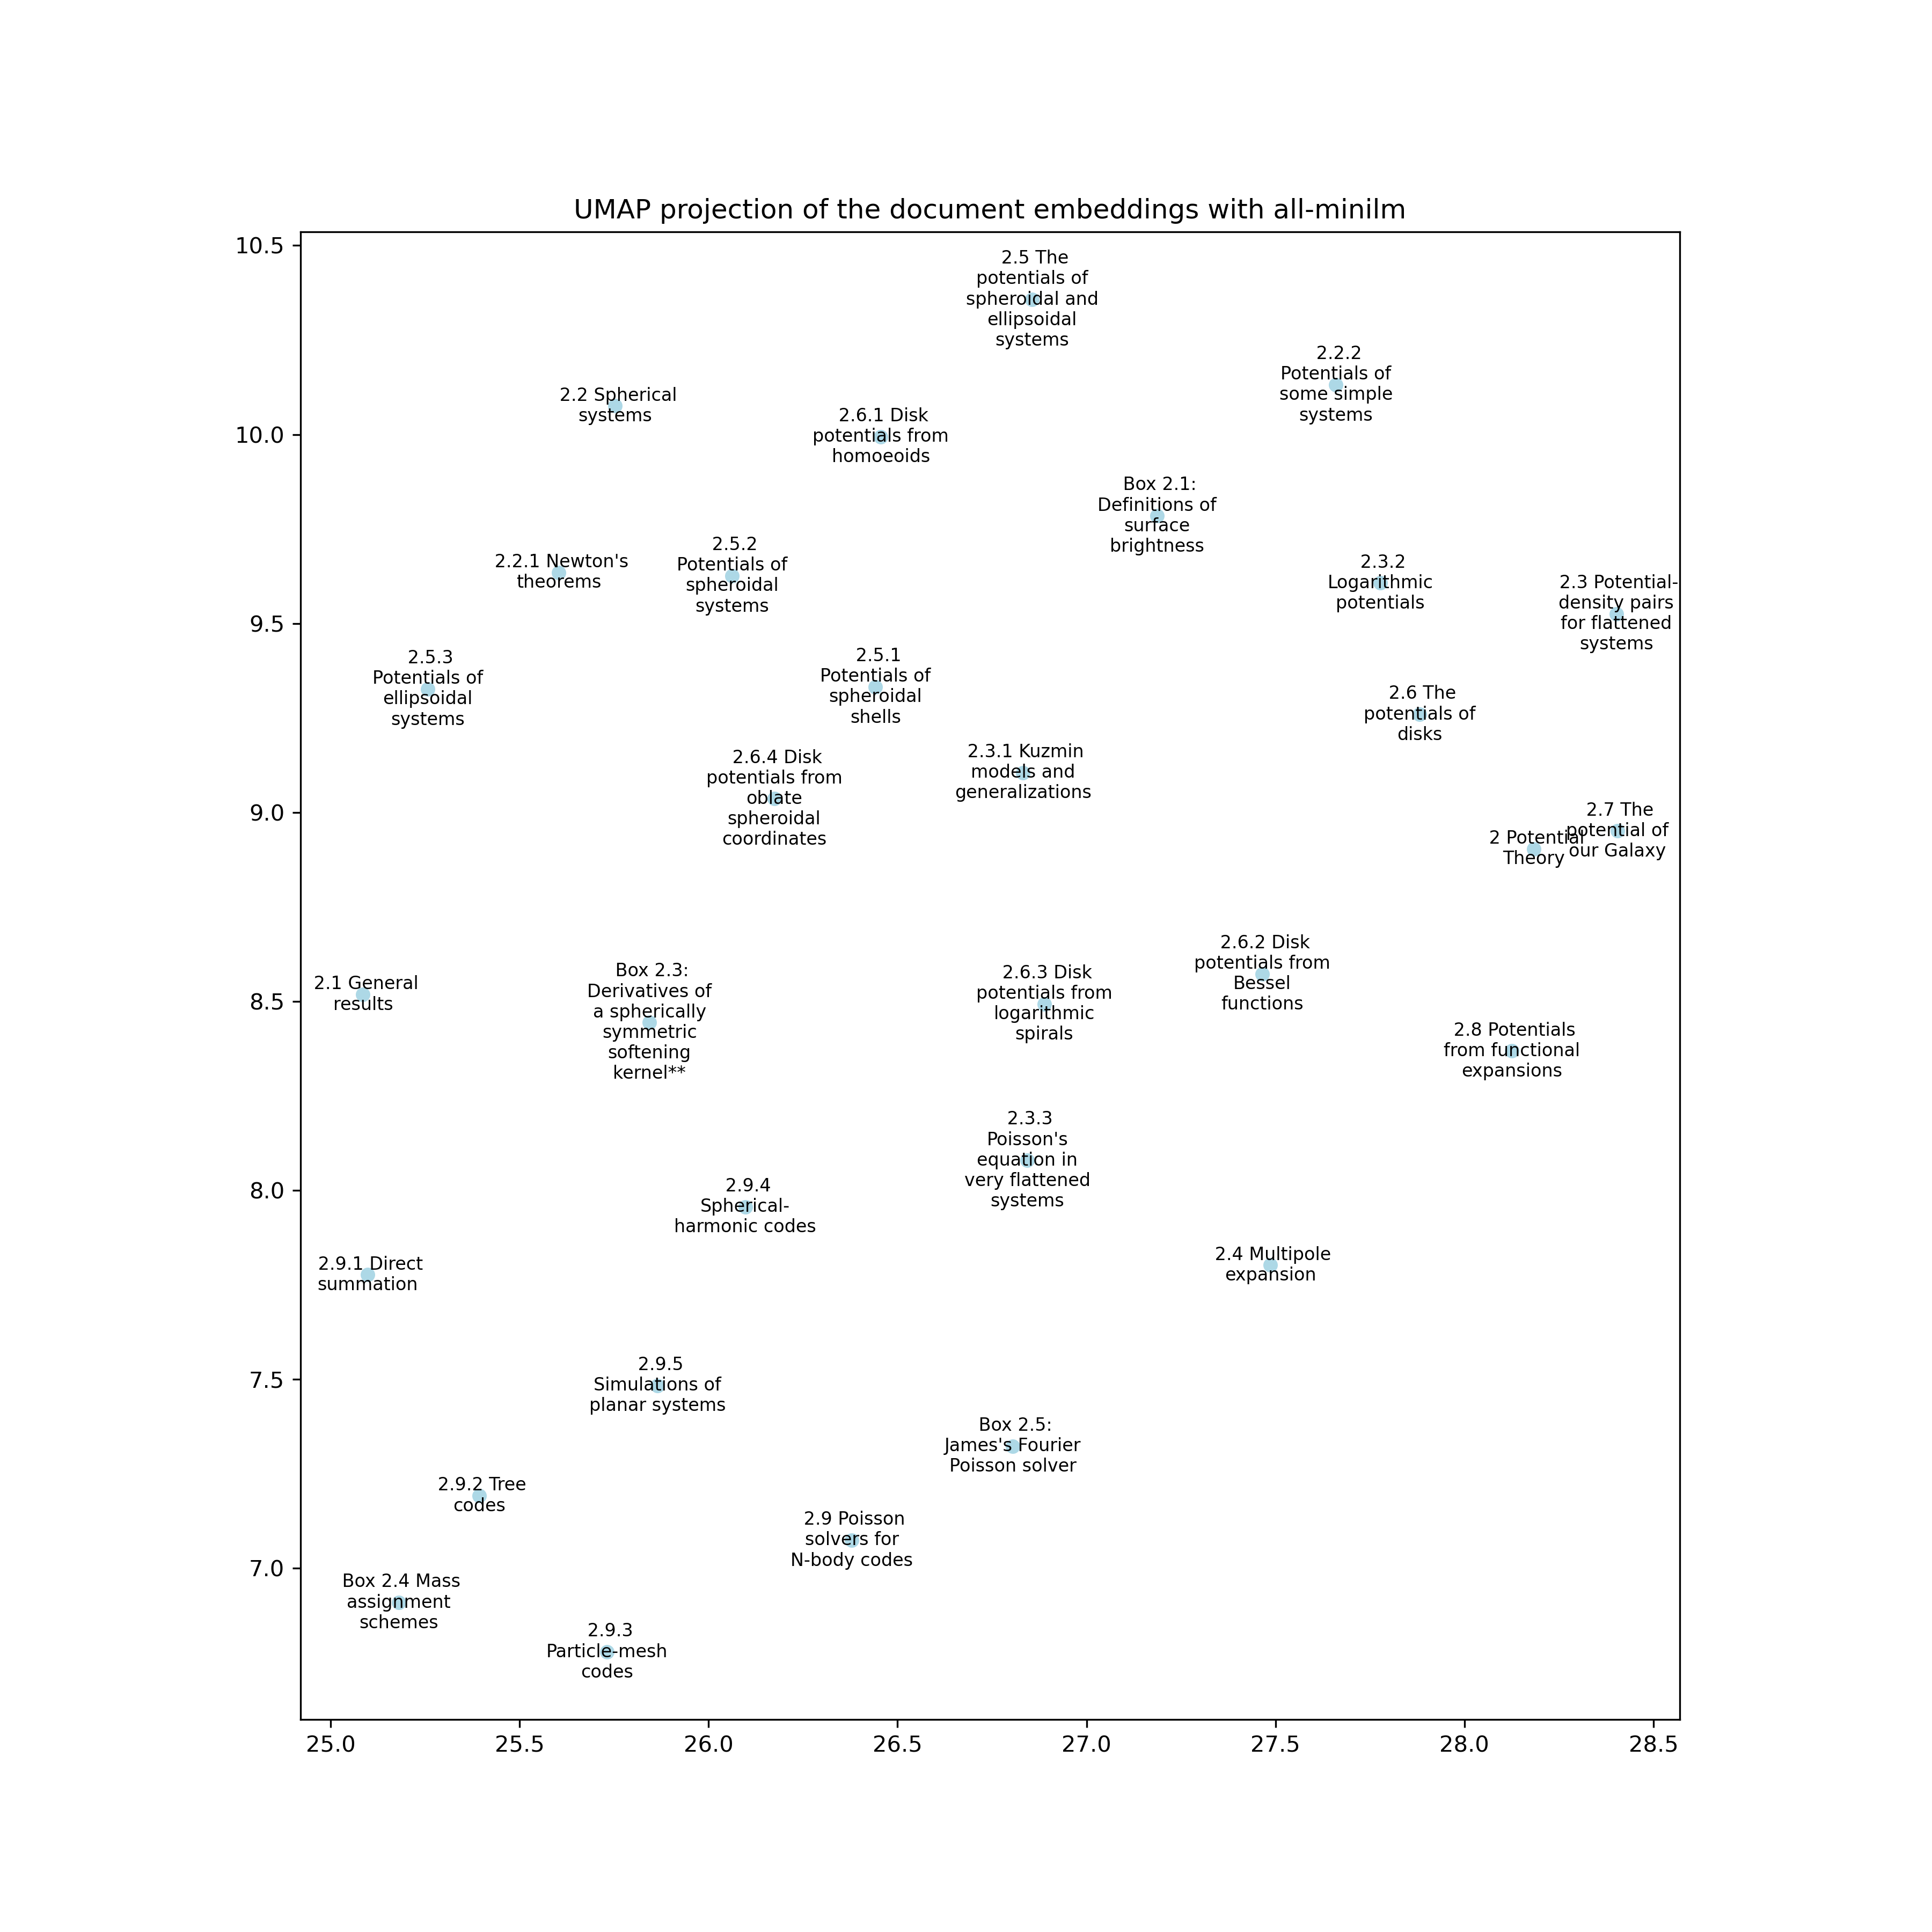 UMAP projection of the document embeddings with all-minilm
10.5
10.0
9.5
9.0
8.5
8.0
7.5
7.0
2.5 The
potentials of
spheroidal and
ellipsoidal
systems
2.2.2
Potentials of
some simple
systems
2.2 Spherical
systems
2.6.1 Disk
potentials from
homoeoids
Box 2.1:
Definitions of
surface
brightness
2.2.1 Newton's
theorems
2.5.2
Potentials of
spheroidal
systems
2.3.2
Logarithmic
potentials
2.3 Potential-
density pairs
for flattened
systems
2.5.3
Potentials of
ellipsoidal
systems
2.5.1
Potentials of
spheroidal
shells
2.6 The
potentials of
disks
2.6.4 Disk
potentials from
oblate
spheroidal
coordinates
2.3.1 Kuzmin
models and
generalizations
2 Potential
Theory
2.7 The
potential of
our Galaxy
2.1 General
results
Box 2.3:
Derivatives of
a spherically
symmetric
softening
kernel**
2.6.3 Disk
potentials from
logarithmic
spirals
2.6.2 Disk
potentials from
Bessel
functions
2.8 Potentials
from functional
expansions
2.3.3
Poisson's
equation in
very flattened
systems
2.9.4
Spherical-
harmonic codes
2.9.1 Direct
summation
2.4 Multipole
expansion
2.9.5
Simulations of
planar systems
Box 2.5:
James's Fourier
Poisson solver
2.9.2 Tree
codes
2.9 Poisson
solvers for
N-body codes
Box 2.4 Mass
assignment
schemes
2.9.3
Particle-mesh
codes
25.0
25.5
26.0
26.5
27.0
27.5
28.0
28.5